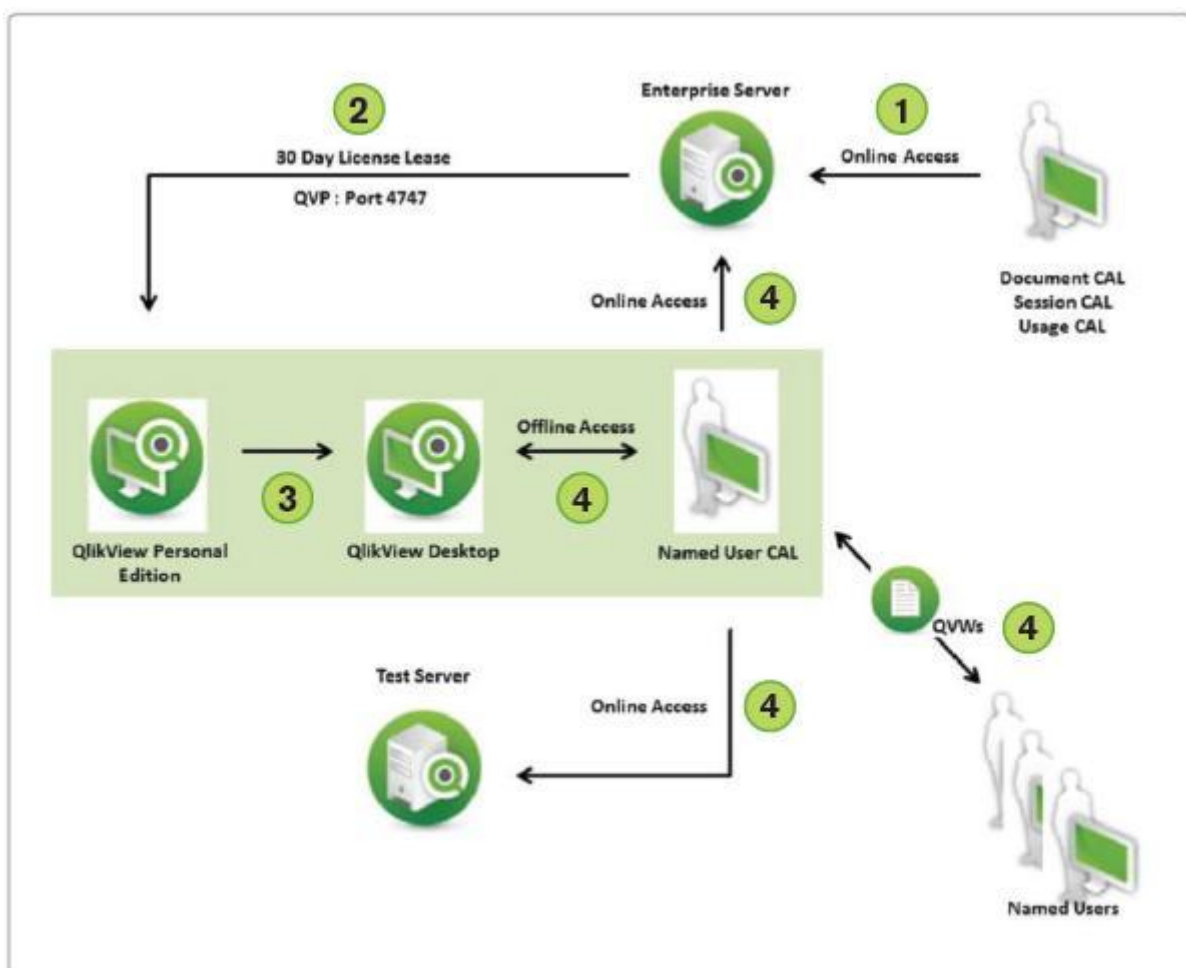 Enterprise Server
2
1
30 Day License Lease
Online Access
QVP : Port 4747
Document CAL
Session CAL
Usage CAL
Online Access
4
Offline Access
3
4
QlikView Personal
Edition
QlikView Desktop
Named User CAL
QVWs
4
Test Server
Online Access
4
Named Users